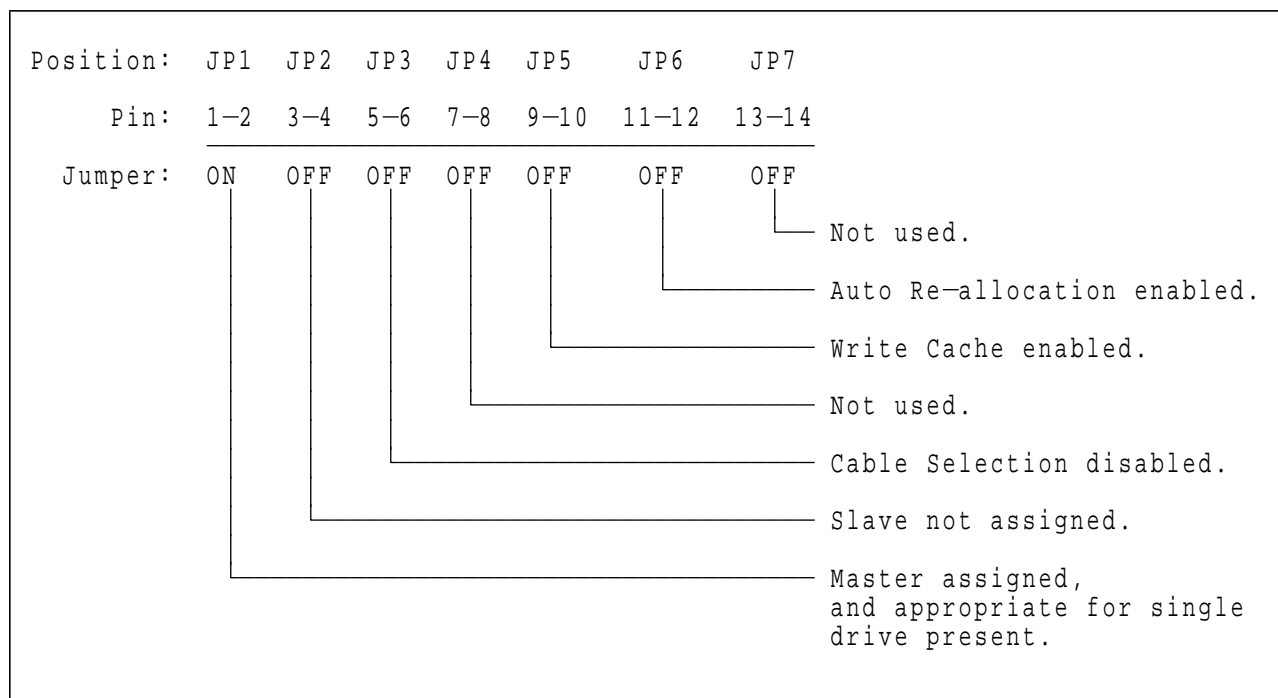 Position: JP1 JP2 JP3 JP4 JP5 JP6 JP7
Pin: 1—2 3—4 5—6 7—8 9—10 11—12 13—14
Jumper: ON OFF OFF OFF OFF OFF OFF
Not used.
Auto Re—allocation enabled.
Write Cache enabled.
Not used.
Cable Selection disabled.
Slave not assigned.
Master assigned,
and appropriate for single
drive present.